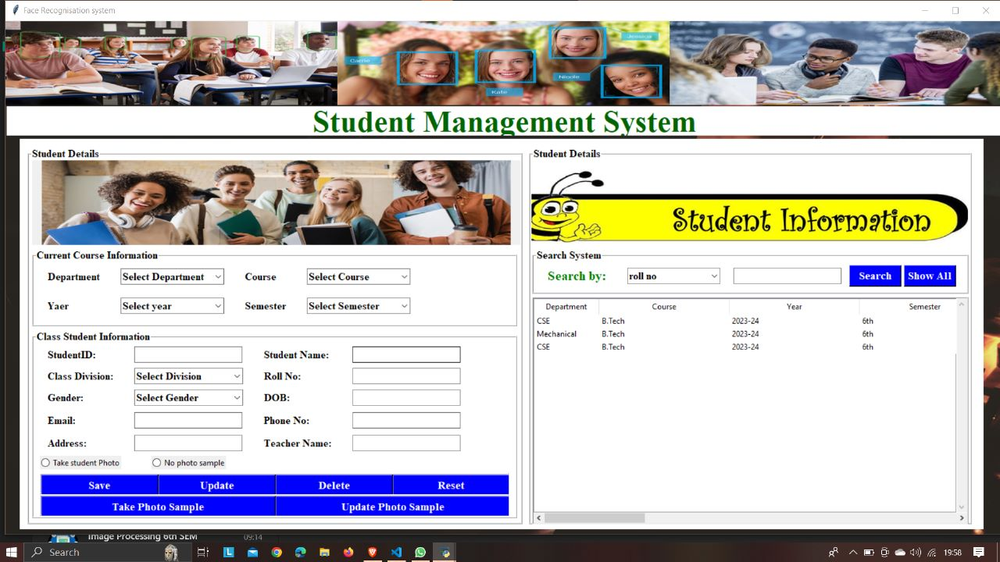 Face Recognisation system
Carrie
Kate
Nicole
Jessica
Student Management System
Student Details
Current Course Information
Department Select Department Course Select Course
Yaer Select year Semester Select Semester
Class Student Information
StudentID: Student Name:
Class Division: Select Division Roll No:
Gender: Select Gender DOB:
Email: Phone No:
Address: Teacher Name:
Take student Photo No photo sample
Save Update Delete Reset
Take Photo Sample Update Photo Sample
Student Details
Student Information
Search System
Search by: roll no Search Show All
Department Course Year Semester
CSE B.Tech 2023-24 6th
Mechanical B.Tech 2023-24 6th
CSE B.Tech 2023-24 6th
Image Processing 6th SEM 09:14
Search L 19:58